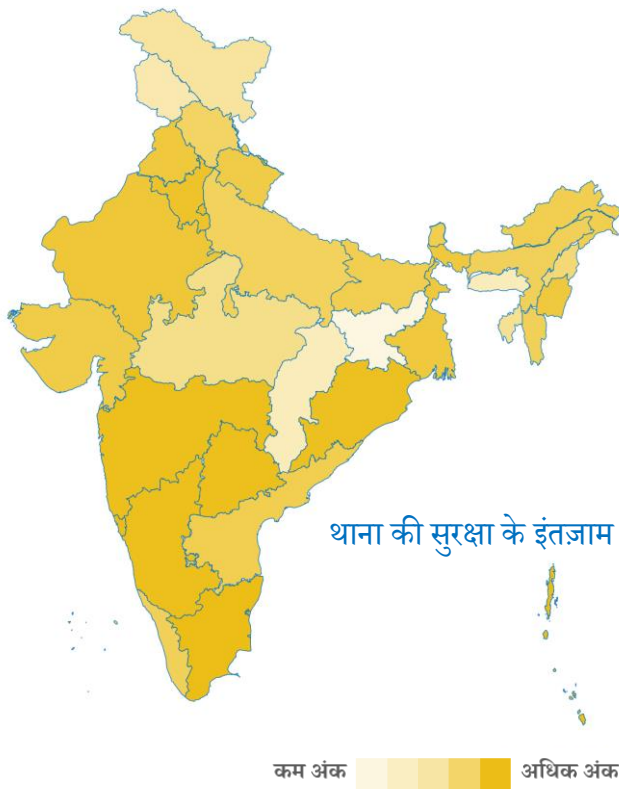 थाना की सुरक्षा के इंतज़ाम
कम अंक अधिक अंक